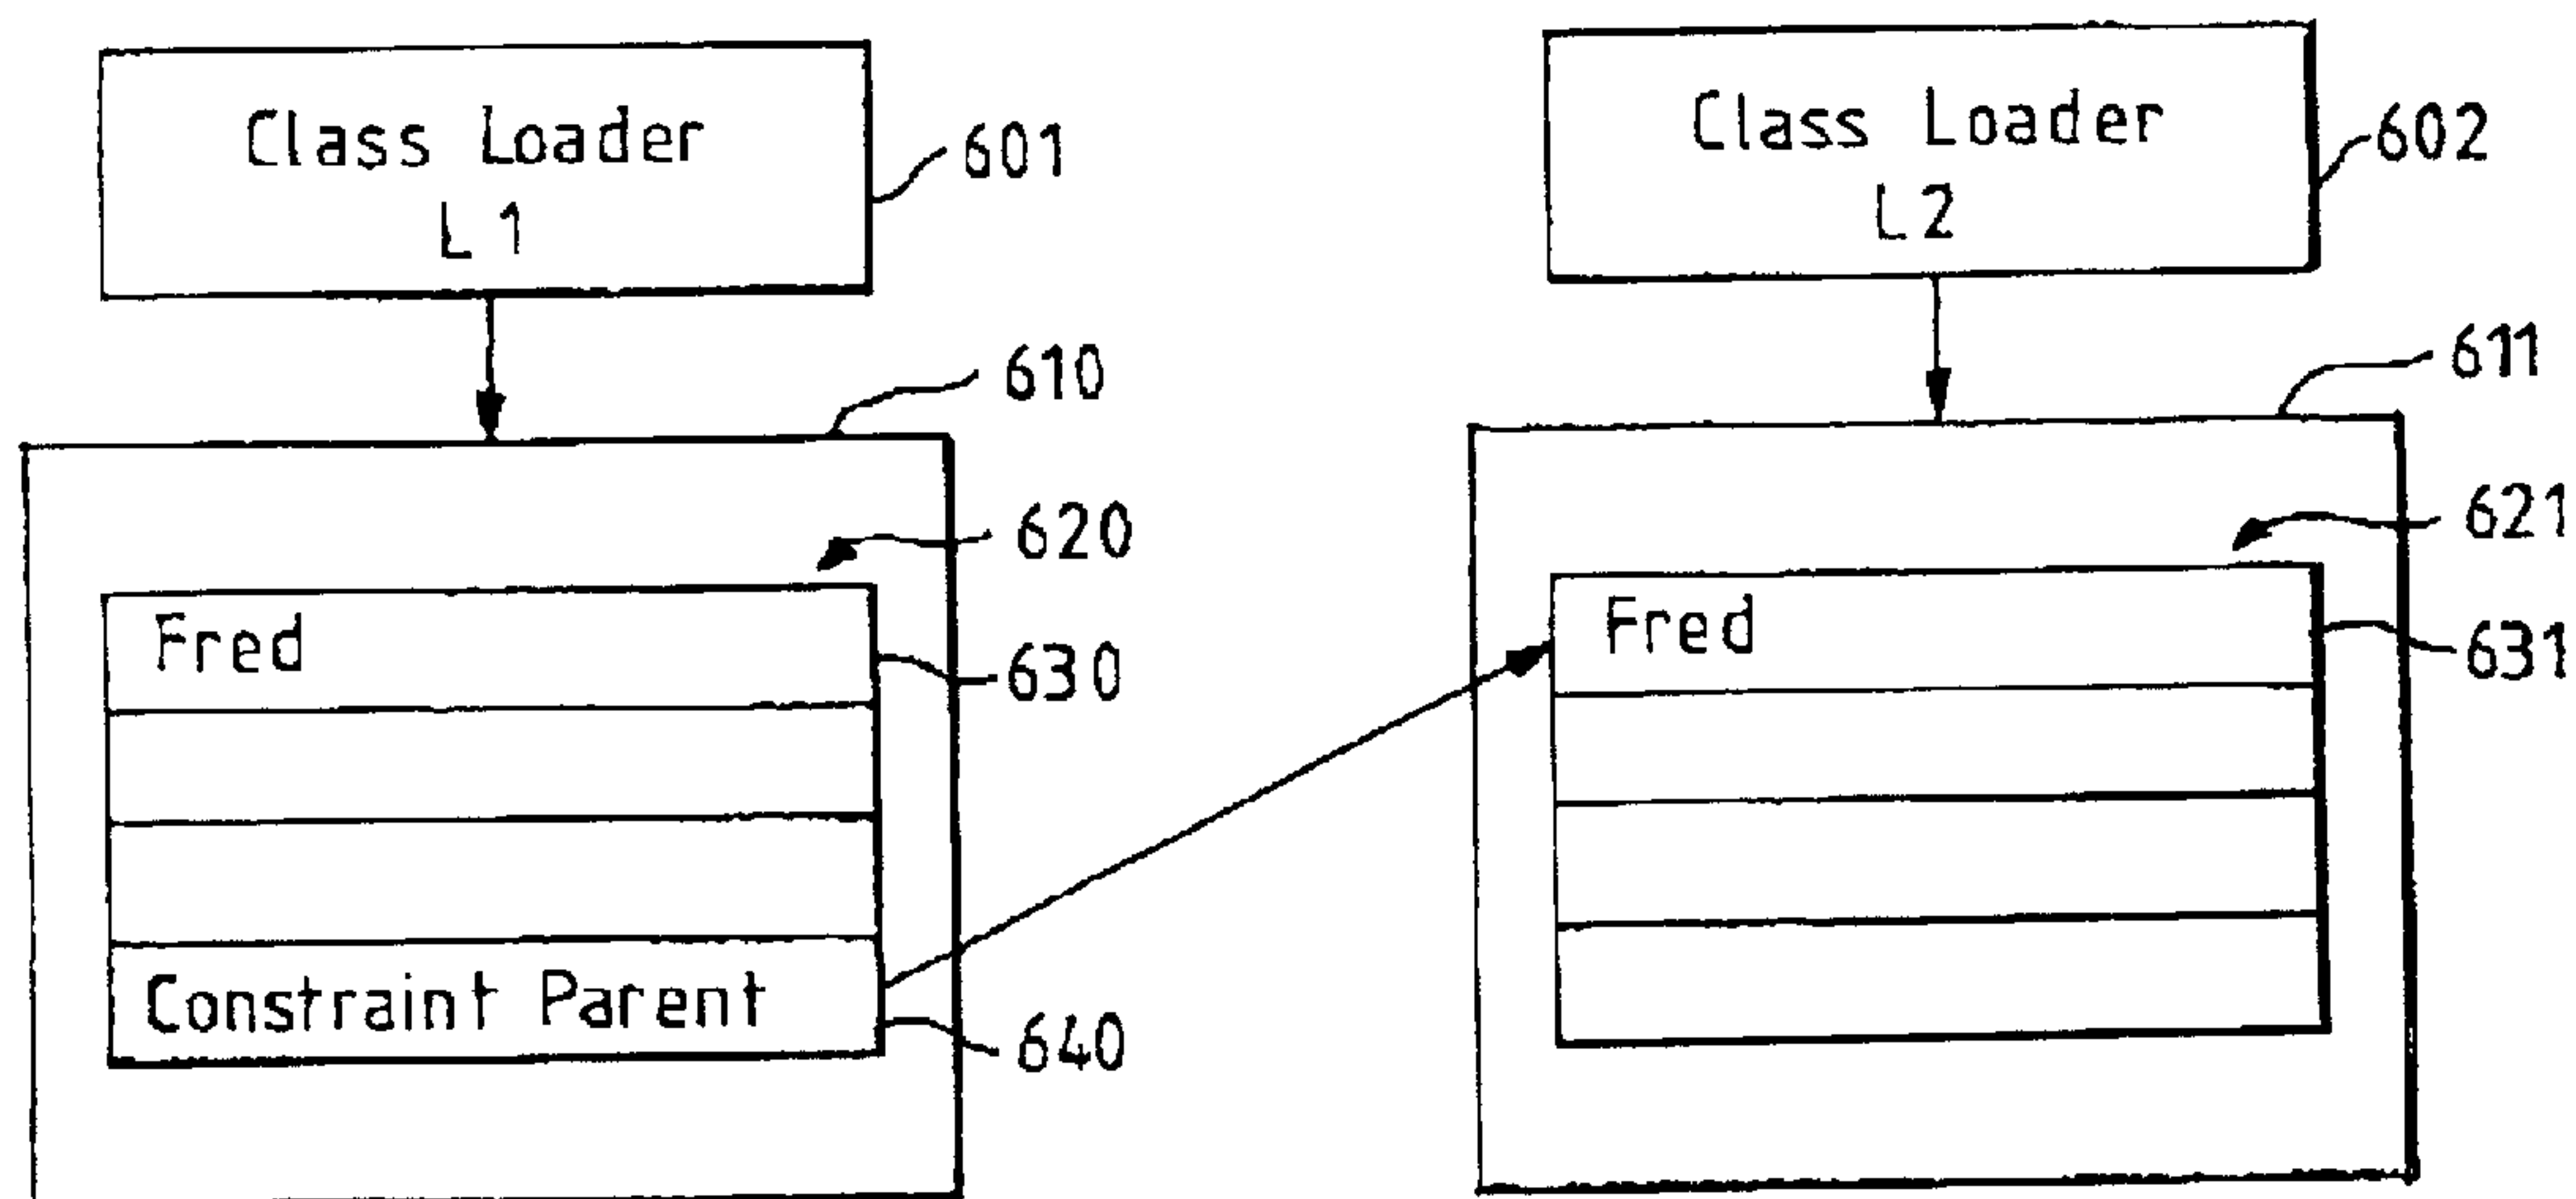 Class Loader
L1
601
Class Loader
L2
602
610
611
620
621
Fred
630
Fred
631
Constraint Parent
640